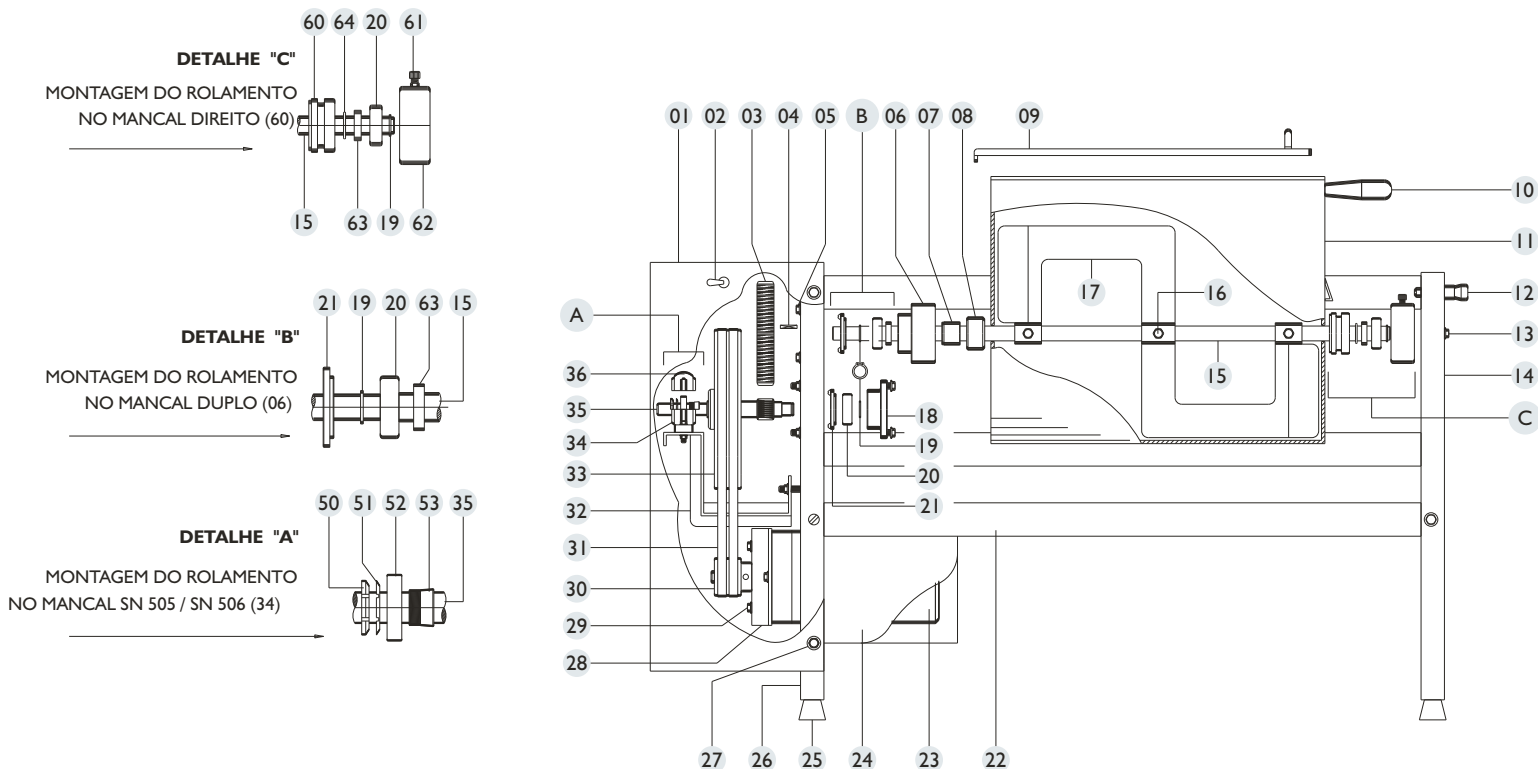 60 64 20 61
DETALHE "C"
MONTAGEM DO ROLAMENTO
NO MANCAL DIREITO (60)
15 63 19 62
21 19 20 63 15
DETALHE "B"
MONTAGEM DO ROLAMENTO
NO MANCAL DUPLO (06)
50 51 52 53 35
DETALHE "A"
MONTAGEM DO ROLAMENTO
NO MANCAL SN 505 / SN 506 (34)
01 02 03 04 05 B 06 07 08 09
10
11
12
13
14
15
16
17
A
36
35
34
33
32
31
30
29
28
18
19
20
21
C
27 26 25 24 23 22